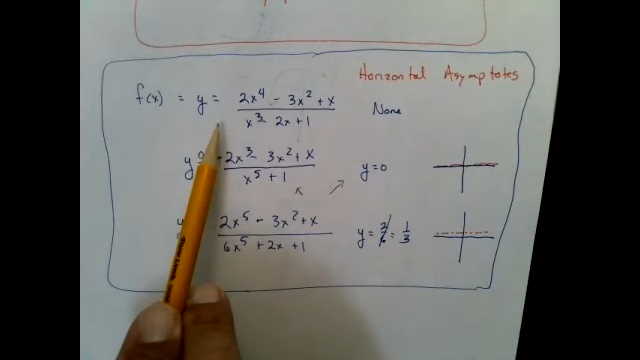 Horizontal Asymptotes
f(x) = y = (2x⁴ - 3x² + x)/(x³ - 2x + 1) None
y = (2x³ - 3x² + x)/(x⁵ + 1) y = 0
(2x⁵ - 3x² + x)/(6x⁵ + 2x + 1) y = 2/6 = 1/3